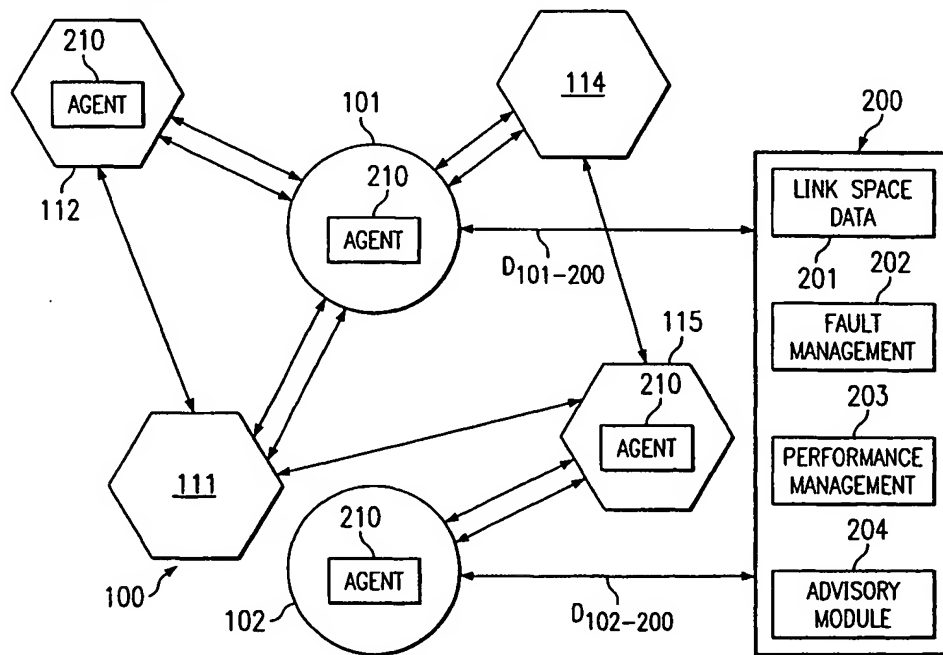 210
AGENT
112
101
210
AGENT
114
D101-200
200
LINK SPACE
DATA
201
202
FAULT
MANAGEMENT
203
PERFORMANCE
MANAGEMENT
204
ADVISORY
MODULE
115
210
AGENT
111
100
210
AGENT
102
D102-200